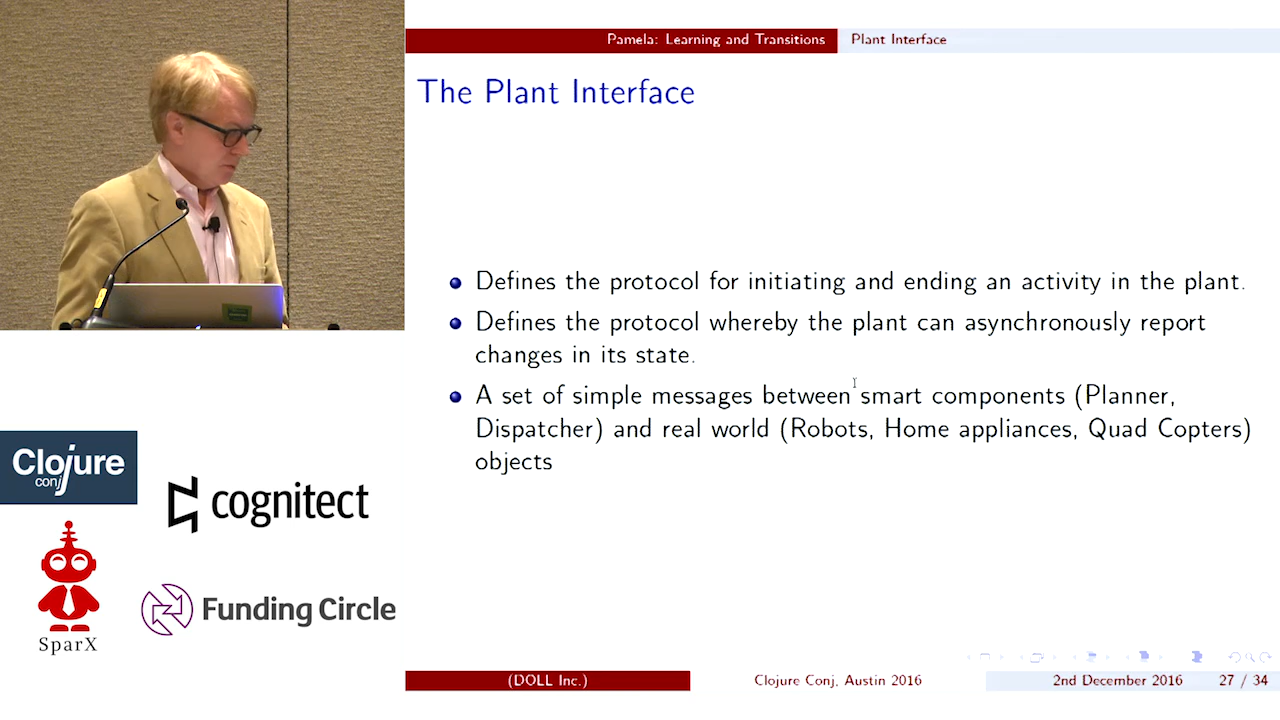 Pamela: Learning and Transitions
Plant Interface
The Plant Interface
Defines the protocol for initiating and ending an activity in the plant.
Defines the protocol whereby the plant can asynchronously report
changes in its state.
A set of simple messages between smart components (Planner,
Dispatcher) and real world (Robots, Home appliances, Quad Copters)
objects
Clojure
conj
cognitect
SparX
Funding Circle
(DOLL Inc.)
Clojure Conj, Austin 2016
2nd December 2016
27 / 34